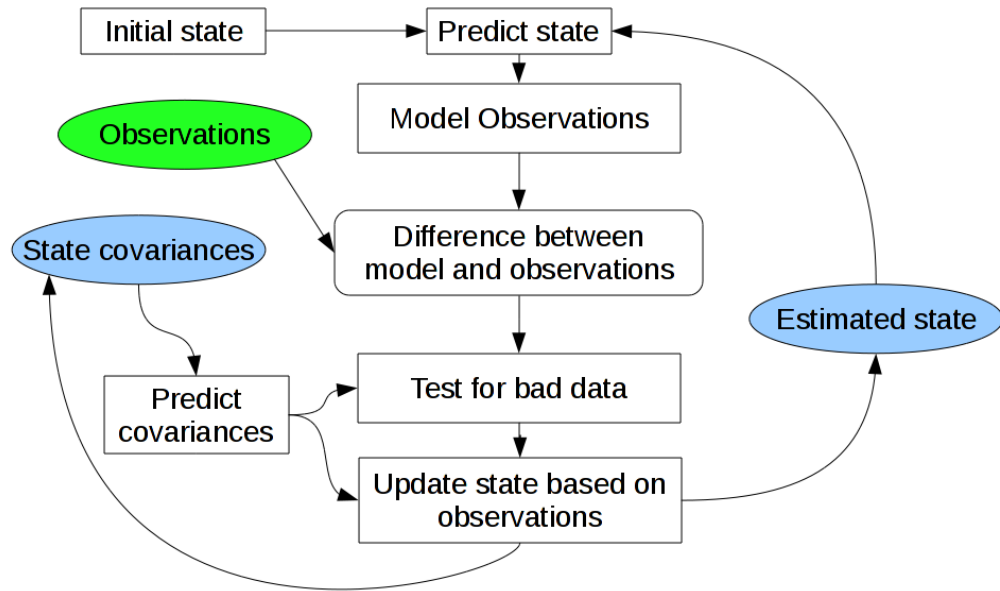 Initial state
Predict state
Model Observations
Observations
Difference between
model and observations
State covariances
Estimated state
Predict
covariances
Test for bad data
Update state based on
observations